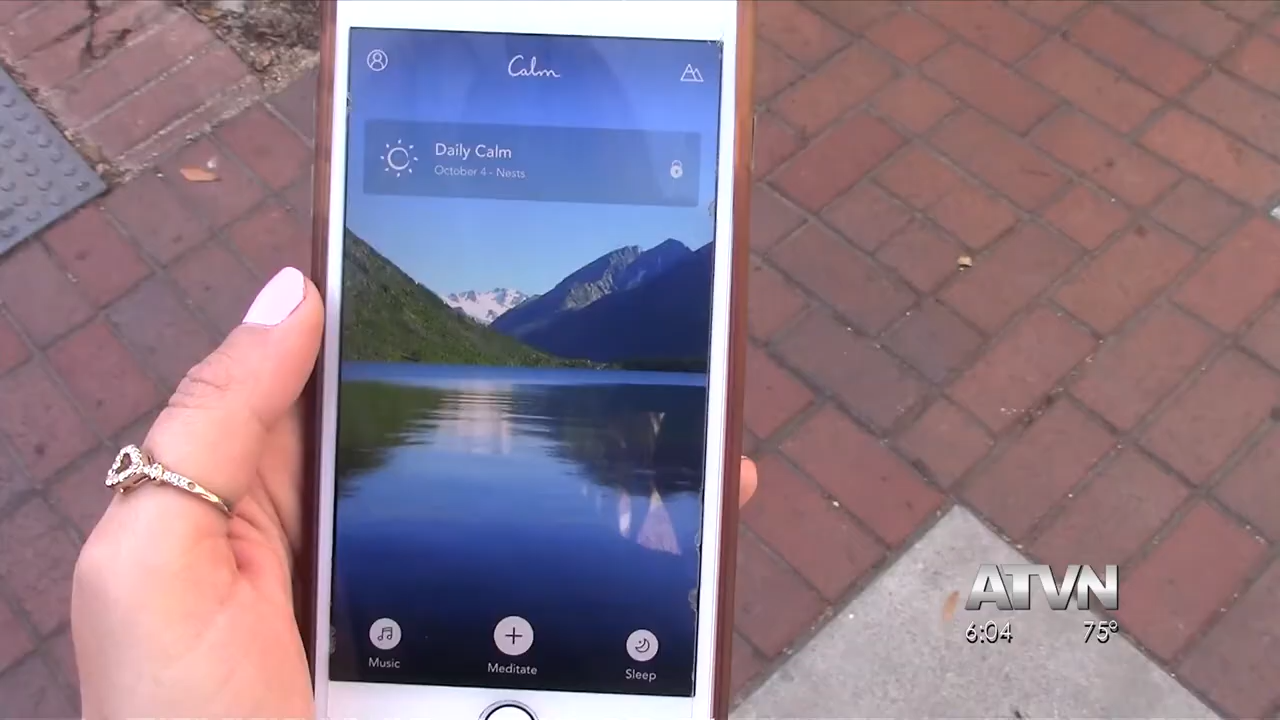 Calm
Daily Calm
October 4 - Nests
Music
Meditate
Sleep
ATVN
6:04 75°